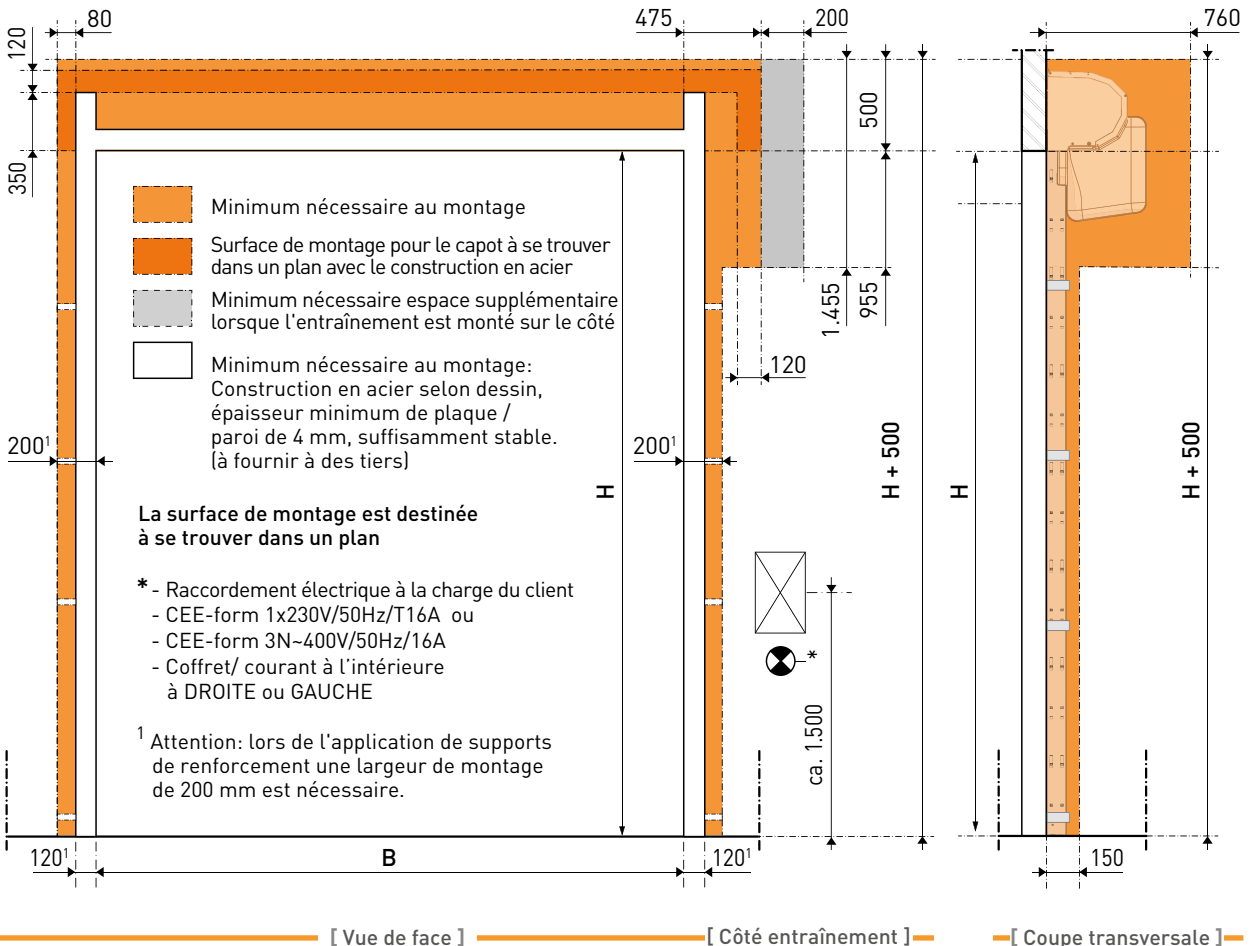 80
475
200
760
120
350
500
Minimum nécessaire au montage
Surface de montage pour le capot à se trouver
dans un plan avec le construction en acier
Minimum nécessaire espace supplémentaire
lorsque l'entraînement est monté sur le côté
Minimum nécessaire au montage:
Construction en acier selon dessin,
épaisseur minimum de plaque /
paroi de 4 mm, suffisamment stable.
(à fournir à des tiers)
1.455
955
120
200¹
200¹
H
H + 500
H
H + 500
La surface de montage est destinée
à se trouver dans un plan
* - Raccordement électrique à la charge du client
- CEE-form 1x230V/50Hz/T16A ou
- CEE-form 3N~400V/50Hz/16A
- Coffret/ courant à l'intérieure
à DROITE ou GAUCHE
*
ca. 1.500
¹ Attention: lors de l'application de supports
de renforcement une largeur de montage
de 200 mm est nécessaire.
120¹
B
120¹
150
[ Vue de face ]
[ Côté entraînement ]
[ Coupe transversale ]